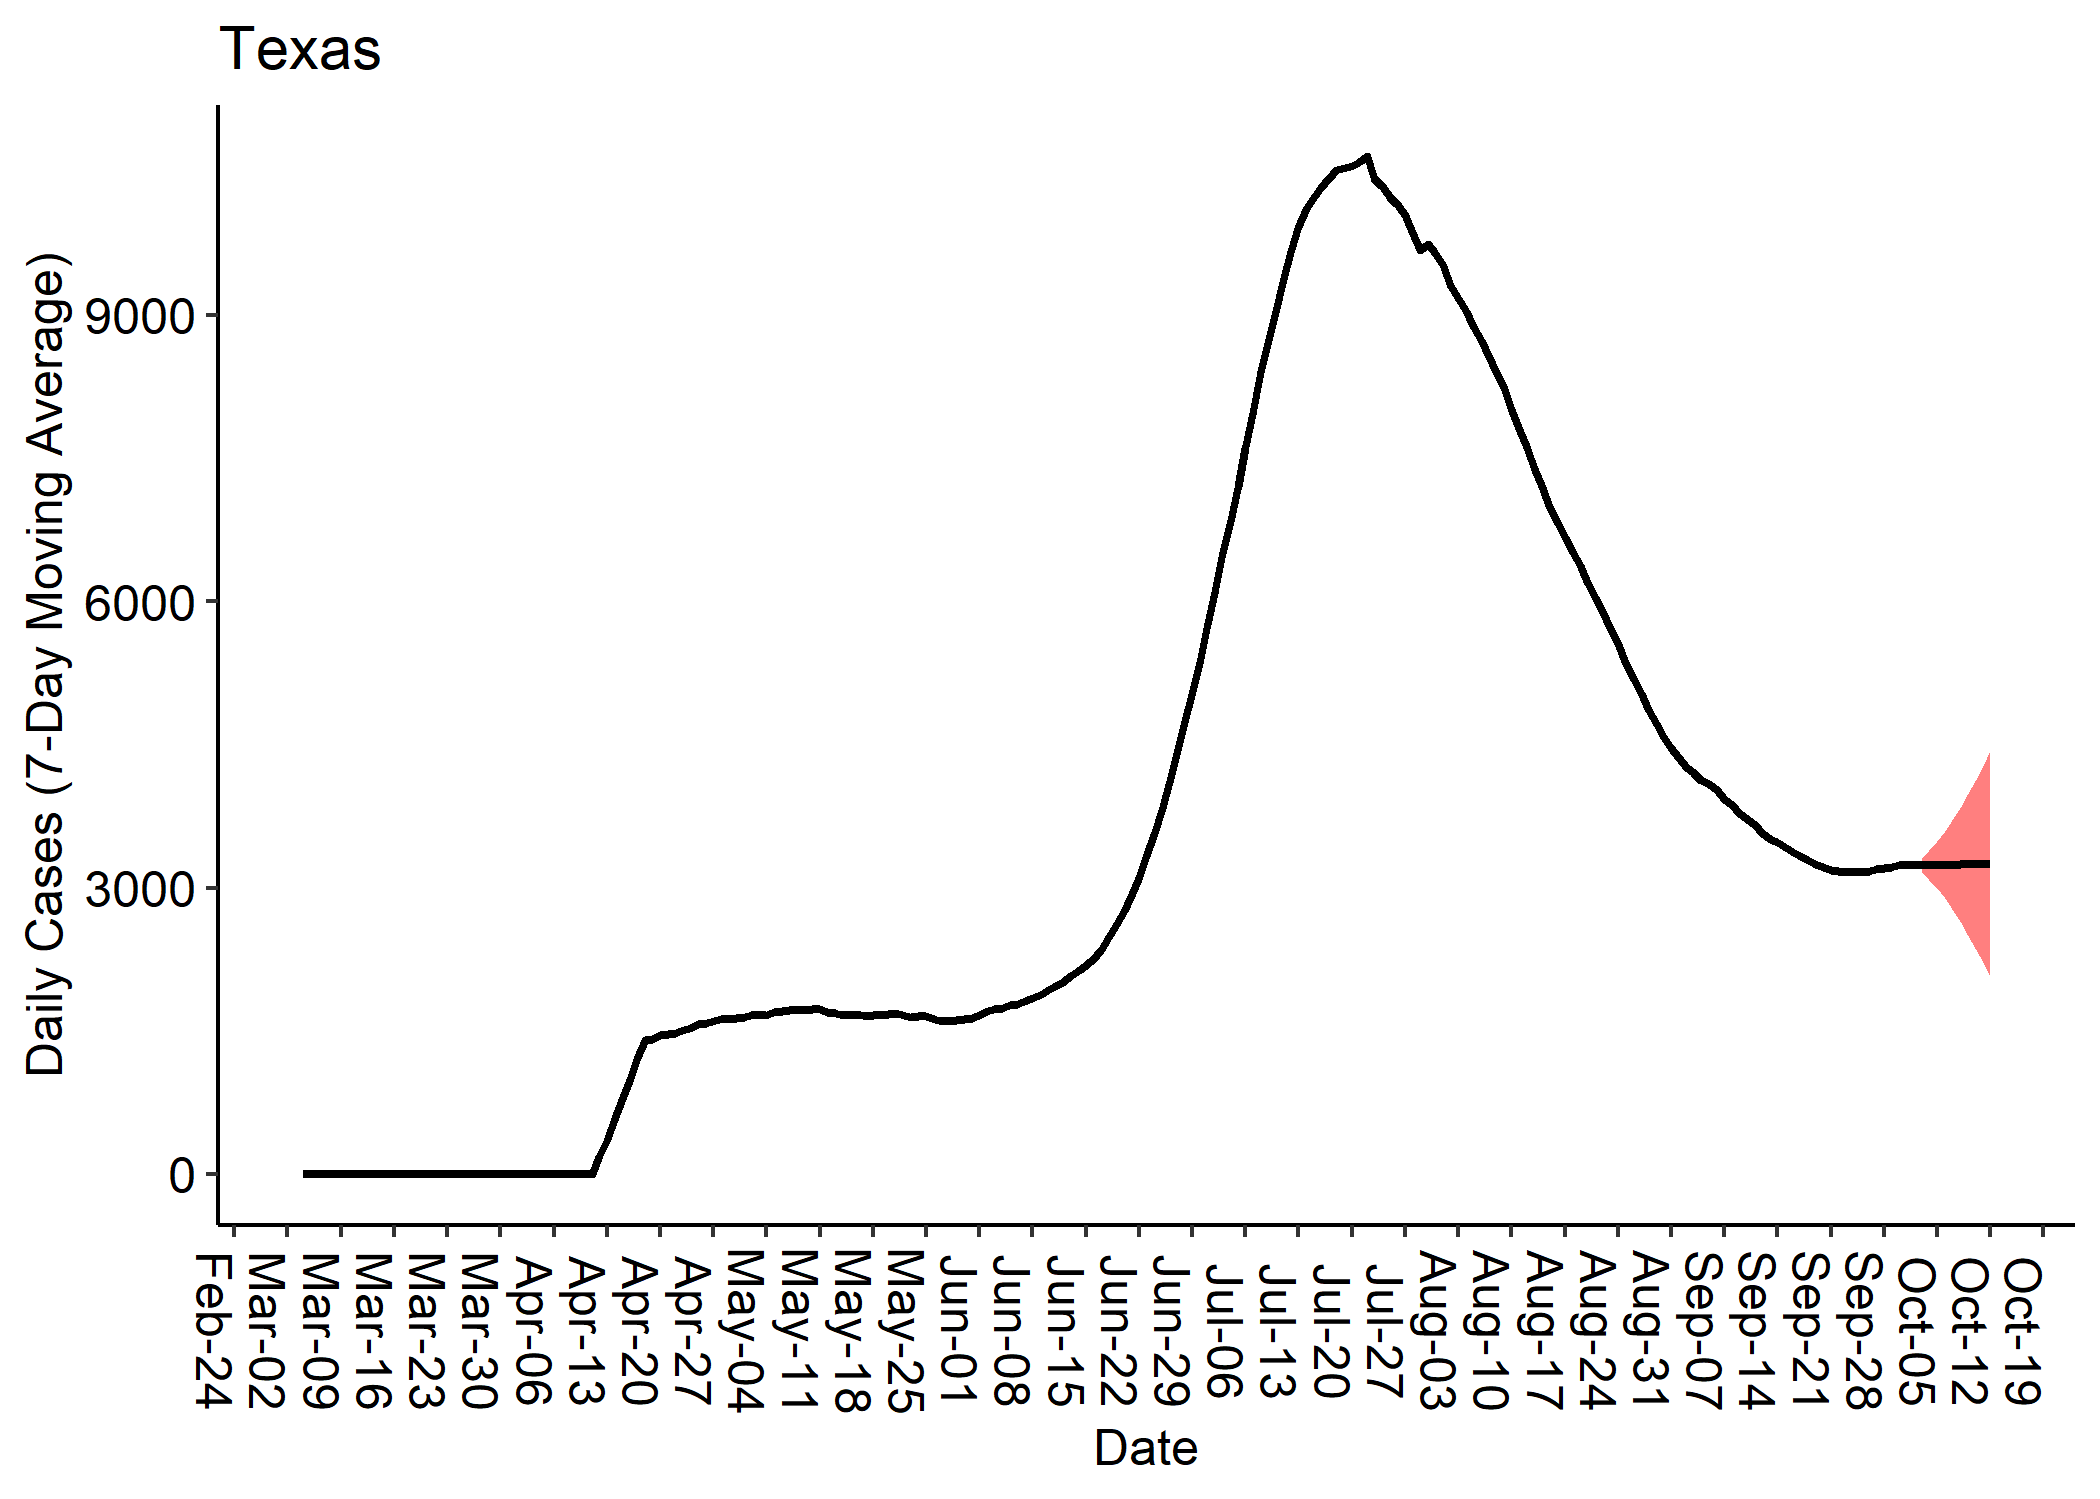 Texas
Daily Cases (7-Day Moving Average)
9000
6000
3000
0
Feb-24
Mar-02
Mar-09
Mar-16
Mar-23
Mar-30
Apr-06
Apr-13
Apr-20
Apr-27
May-04
May-11
May-18
May-25
Jun-01
Jun-08
Jun-15
Jun-22
Jun-29
Jul-06
Jul-13
Jul-20
Jul-27
Aug-03
Aug-10
Aug-17
Aug-24
Aug-31
Sep-07
Sep-14
Sep-21
Sep-28
Oct-05
Oct-12
Oct-19
Date